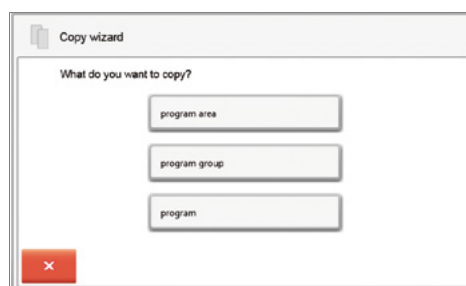 Copy wizard
What do you want to copy?
program area
program group
program